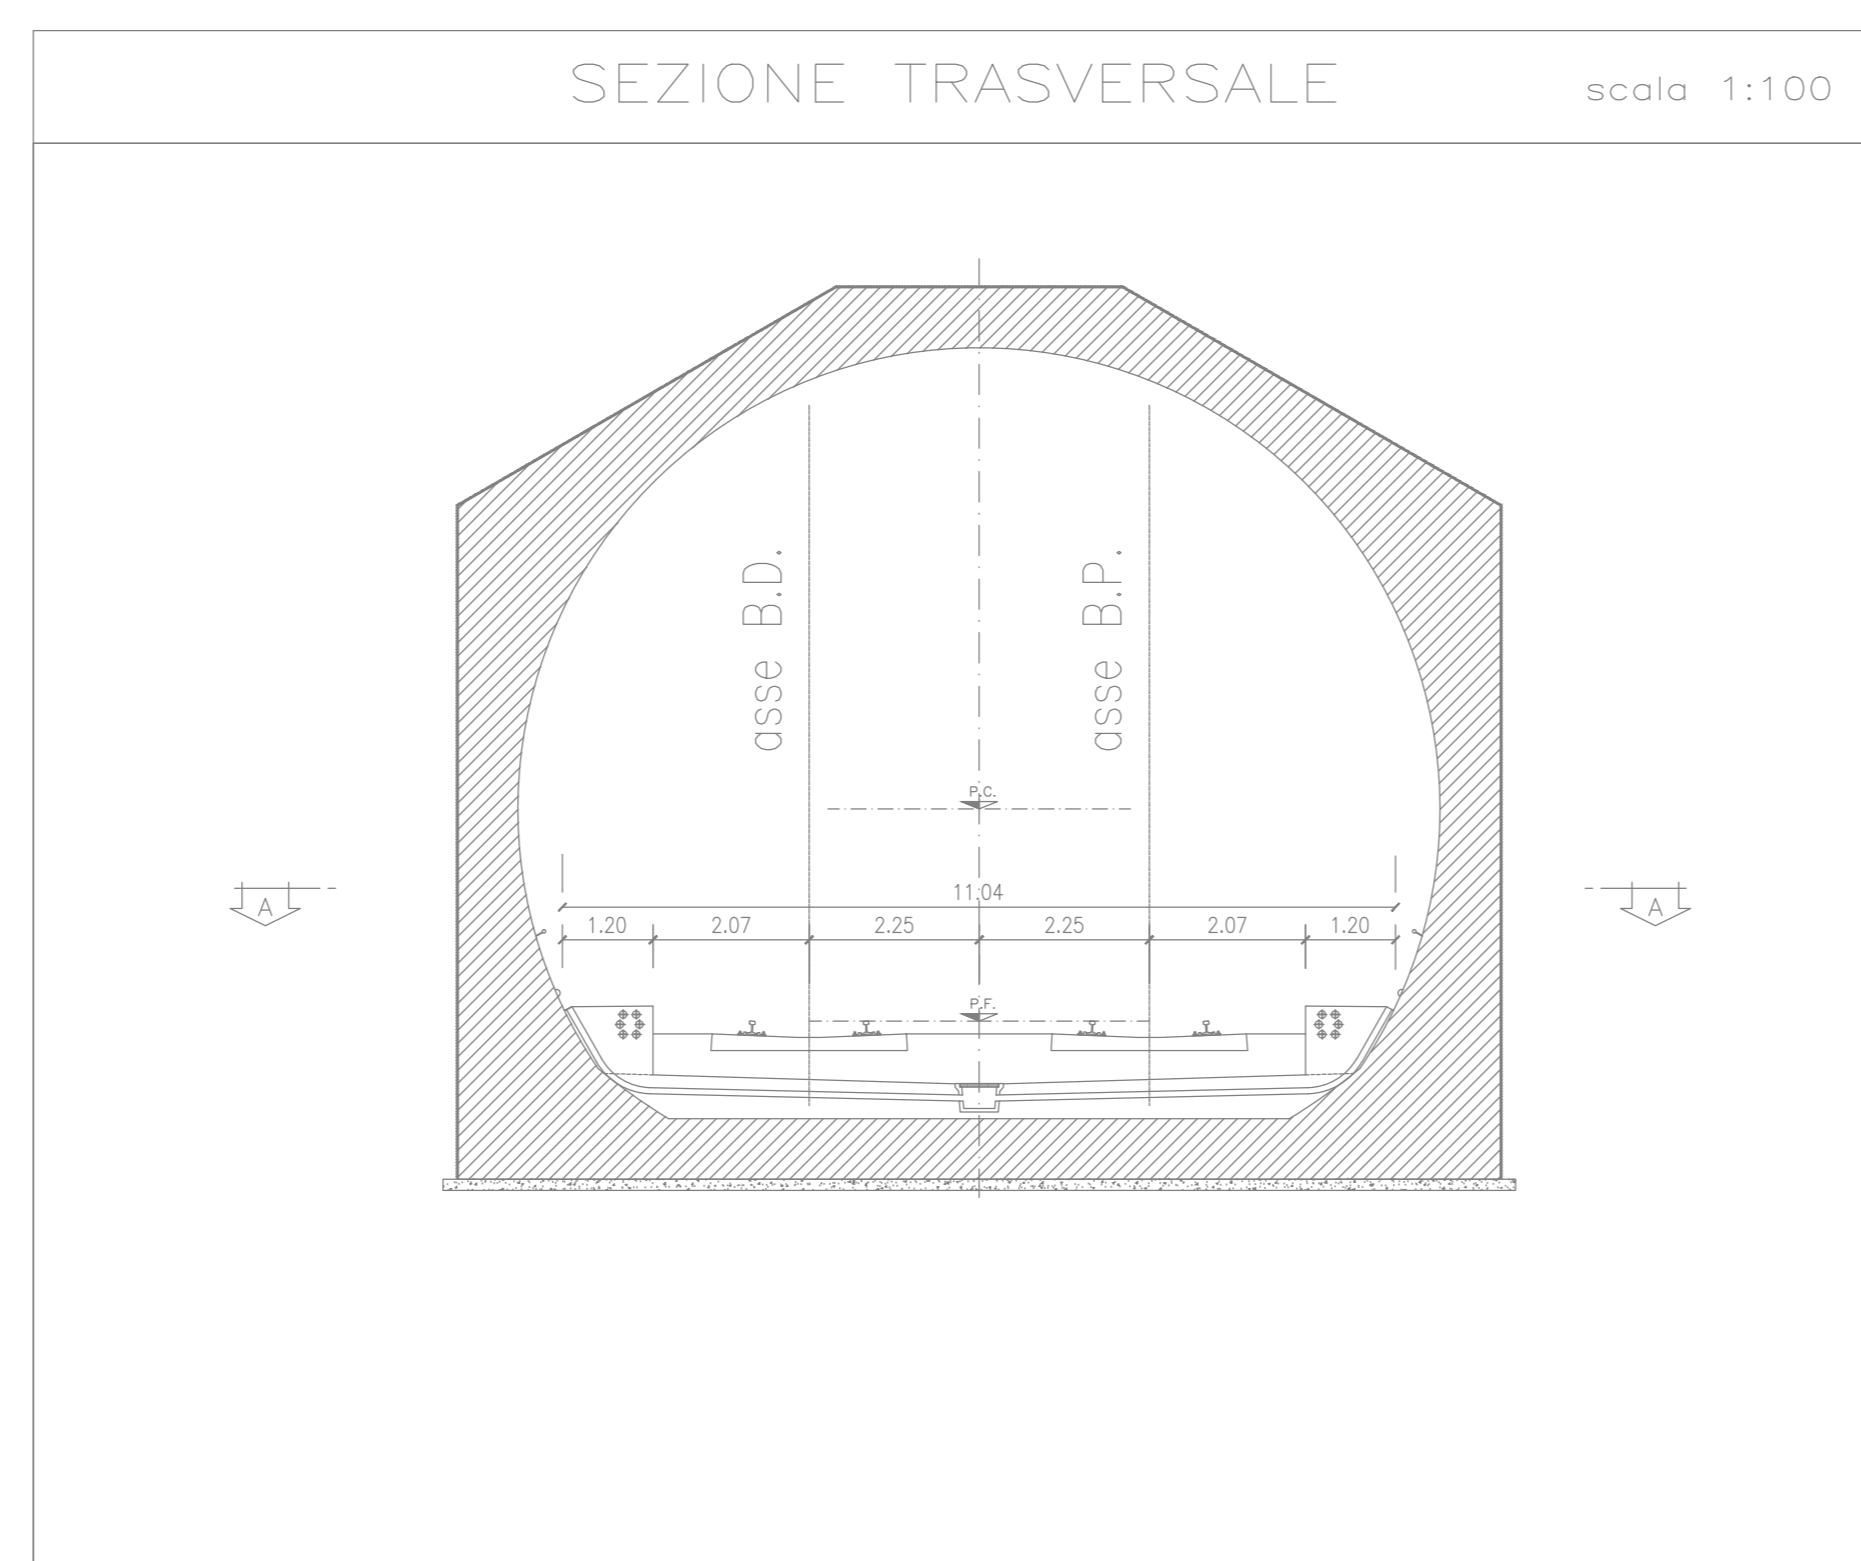 SEZIONE TRASVERSALE scala 1:100
asse B.D.
asse B.P.
P.C.
A
A
11.04
1.20 2.07 2.25 2.25 2.07 1.20
P.F.